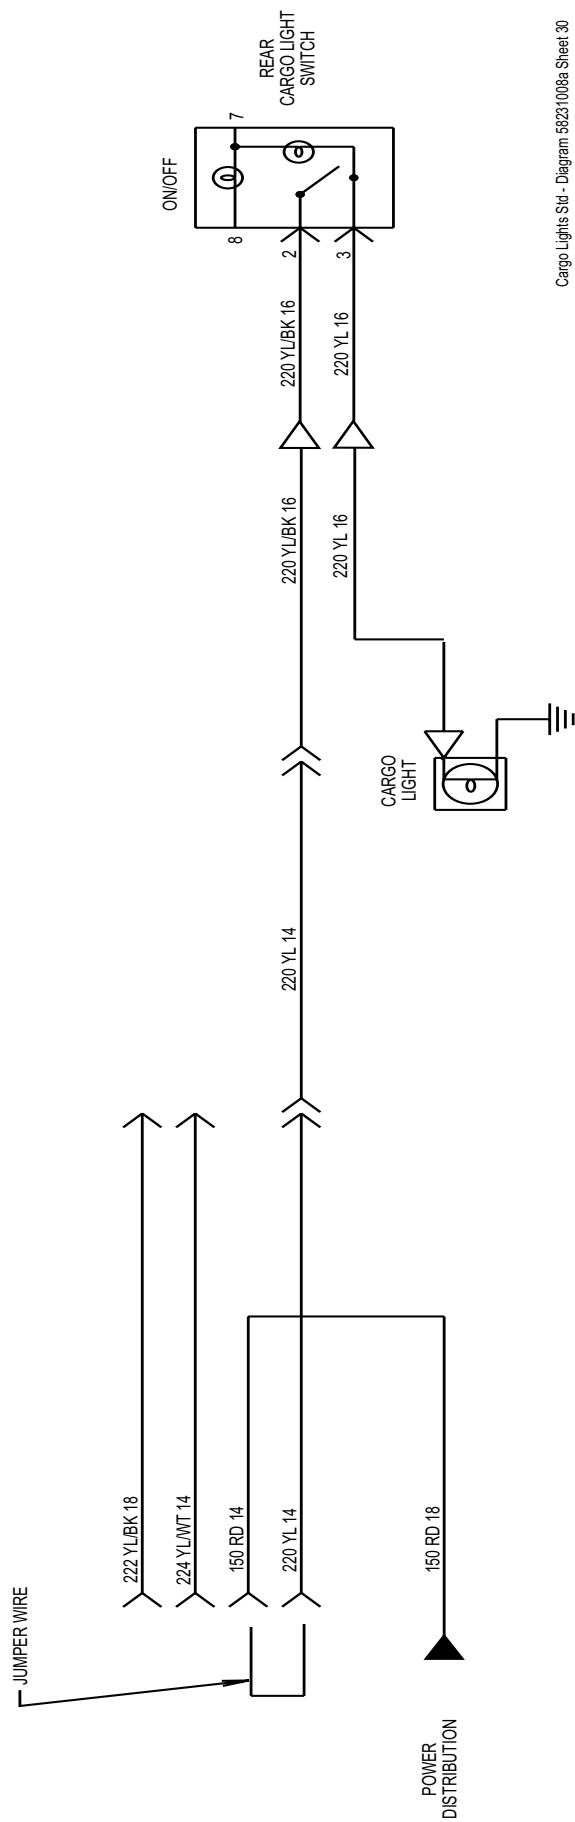 REAR
CARGO LIGHT
SWITCH
ON/OFF
7
8
2
3
220 YL/BK 16
220 YL 16
220 YL/BK 16
220 YL 16
CARGO
LIGHT
220 YL 14
222 YL/BK 18
224 YL/WT 14
150 RD 14
220 YL 14
150 RD 18
JUMPER WIRE
POWER
DISTRIBUTION
Cargo Lights Std - Diagram 58231008a Sheet 30